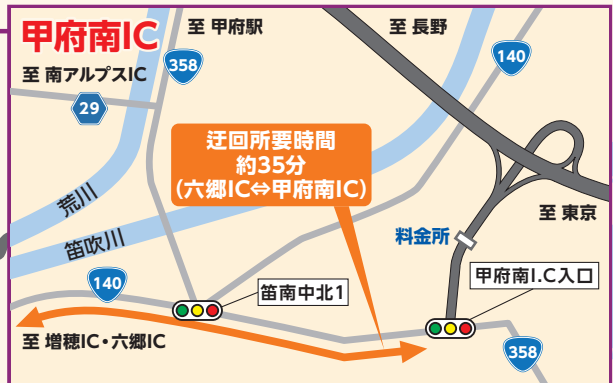 甲府南IC
至 甲府駅
至 長野
358
140
至 南アルプスIC
29
迂回所要時間
約35分
(六郷IC⇔甲府南IC)
荒川
笛吹川
至 東京
料金所
甲府南I.C入口
140
笛南中北1
至 増穂IC・六郷IC
358